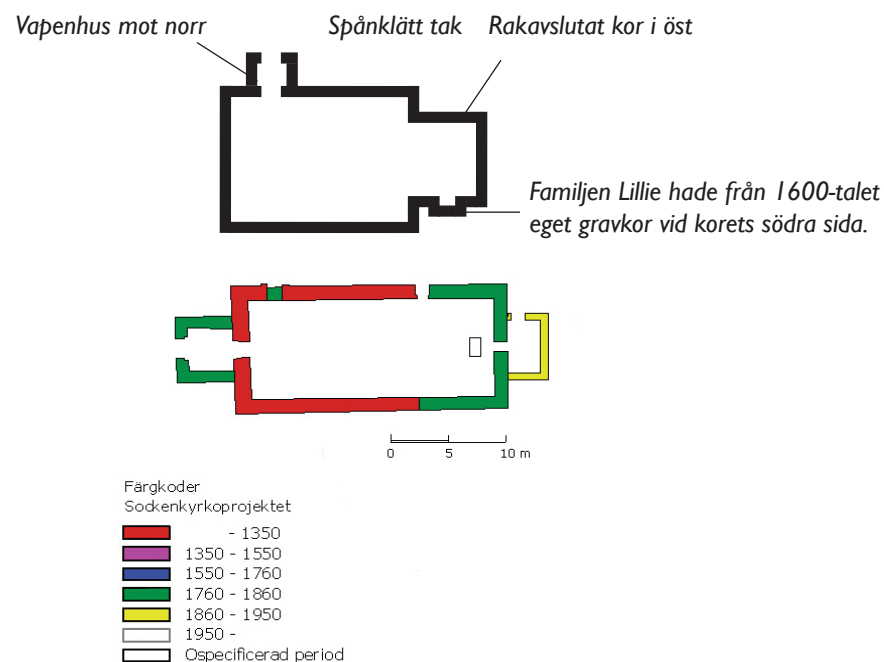 Vapenhus mot norr
Spånklätt tak
Rakavslutat kor i öst
Familjen Lillie hade från 1600-talet
eget gravkor vid korets södra sida.
0 5 10 m
Färgkoder
Sockenkyrkoprojektet
- 1350
1350 - 1550
1550 - 1760
1760 - 1860
1860 - 1950
1950 -
Ospecificerad period